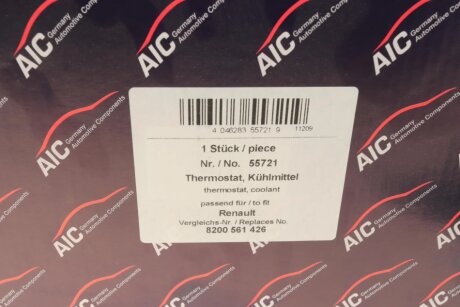 AIC Germany
Automotive Components
4 046283 55721 9 11209
1 Stück / piece
Nr. / No. 55721
Thermostat, Kühlmittel
thermostat, coolant
passend für / to fit
Renault
Vergleichs-Nr. / Replaces No.
8200 561 426